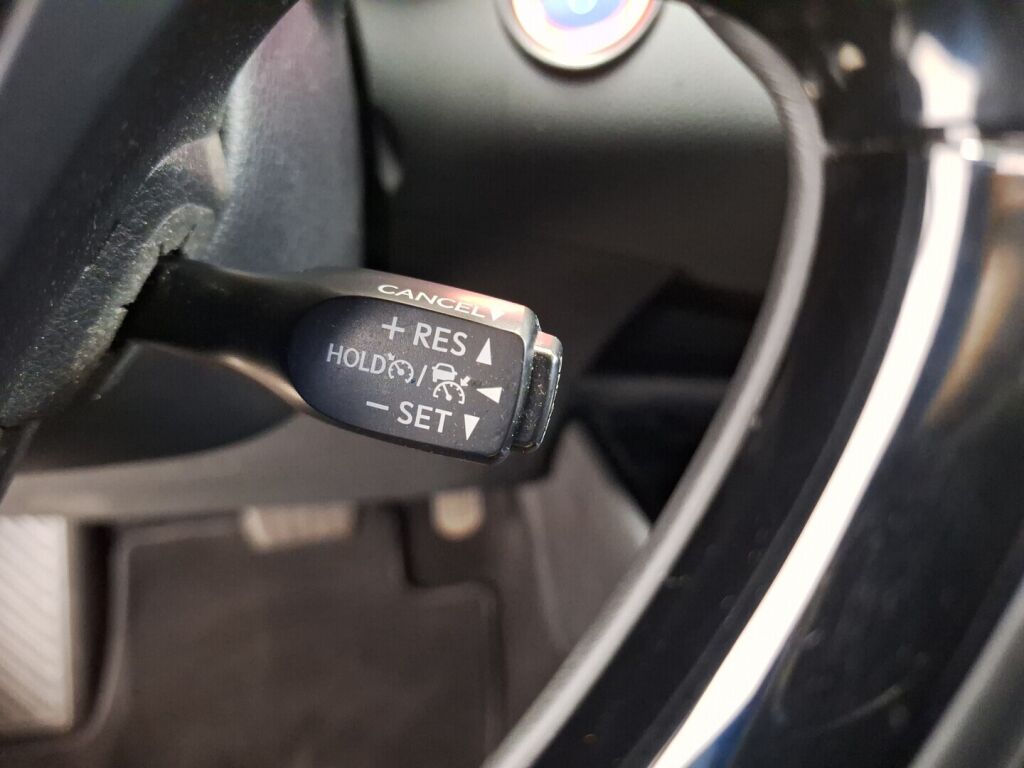 CANCEL▼
+ RES ▲
HOLD / ◀
− SET ▼